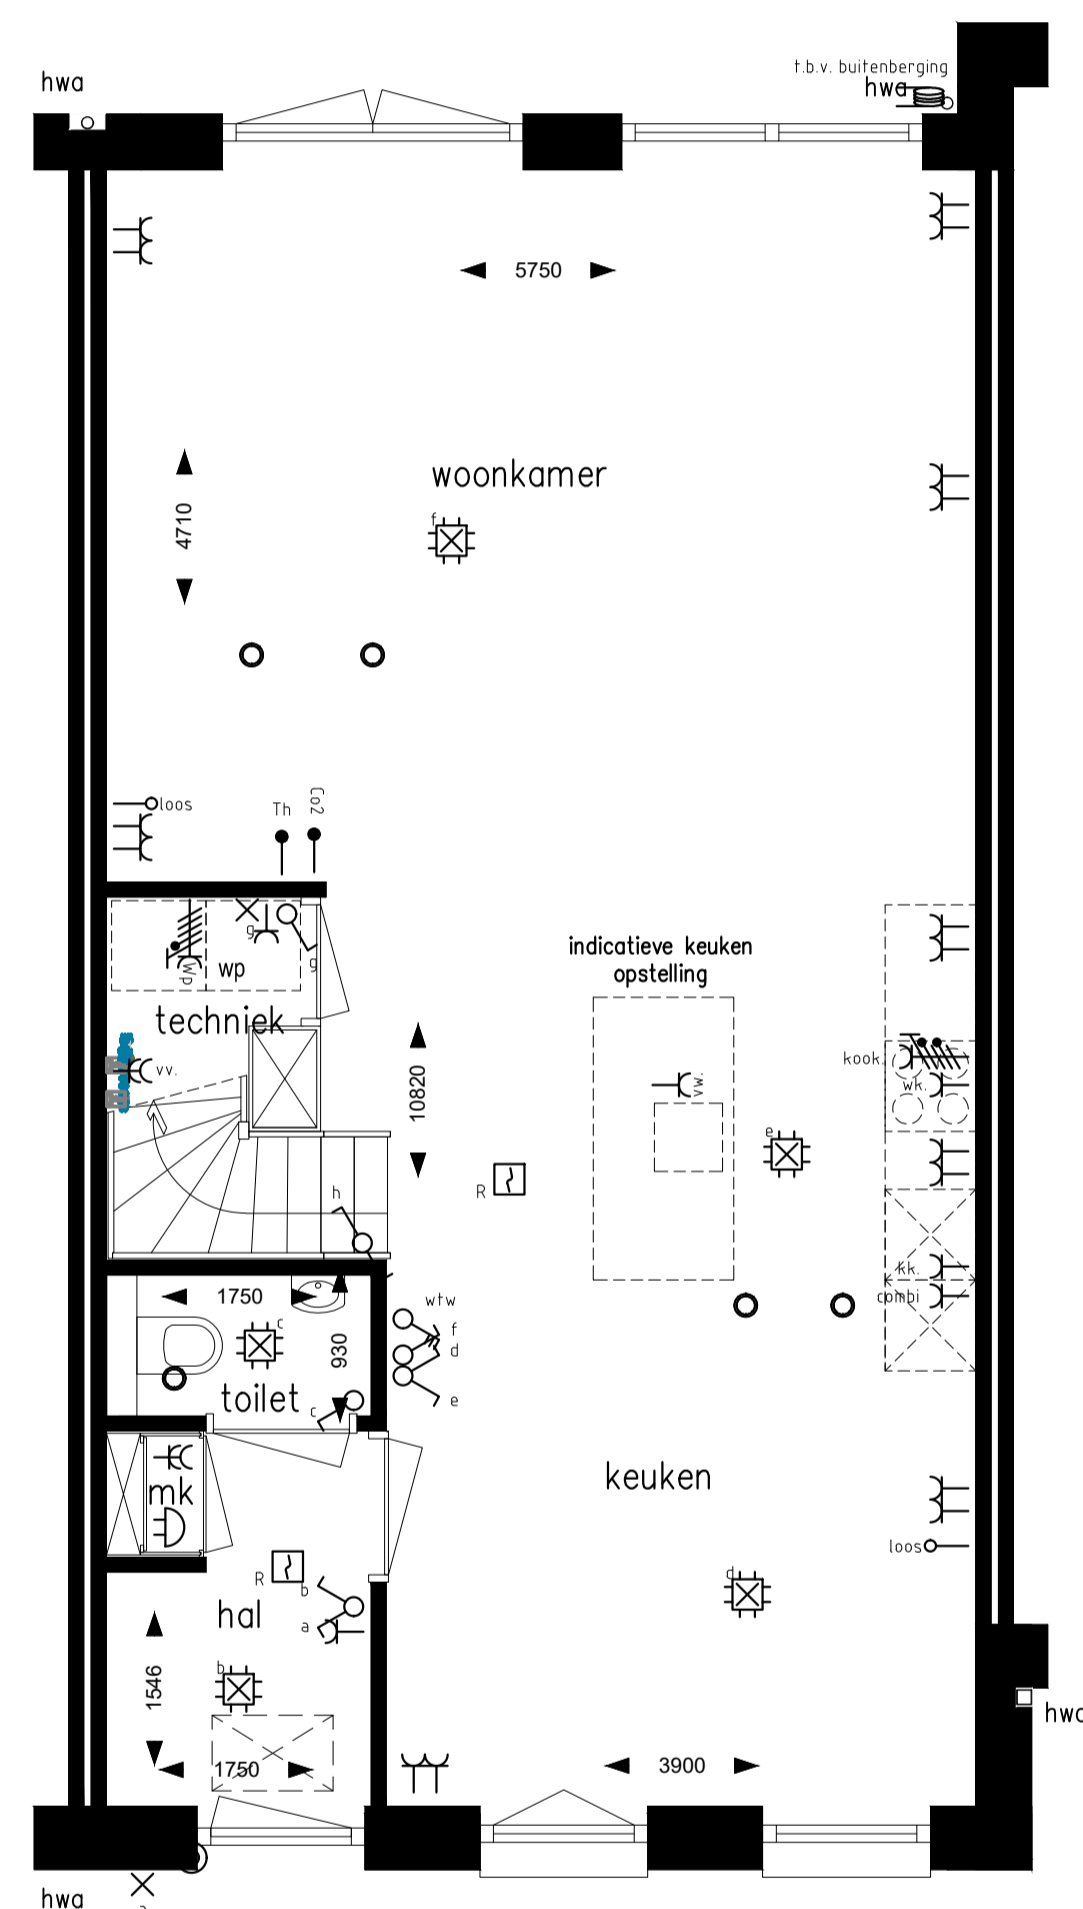 hwa
t.b.v. buitenberging
hwa
5750
woonkamer
f
4710
loos
Th
Co2
g
wp
wp
g
techniek
indicatieve keuken
opstelling
vv.
10820
kook.
wk.
vw.
e
R
h
kk.
combi
1750
wtw
c
930
f
d
toilet
c
e
mk
keuken
loos
R
b
d
hal
a
b
1546
1750
3900
hwa
hwa